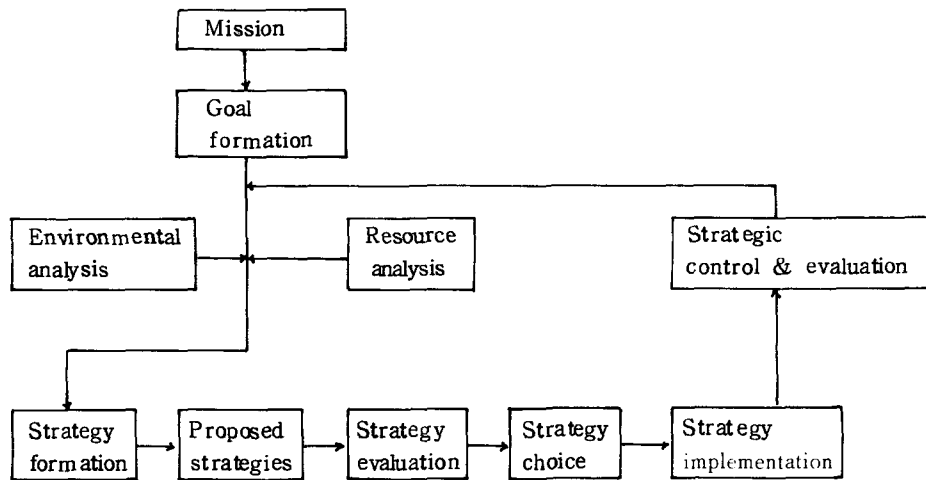 Mission
Goal
formation
Environmental
analysis
Resource
analysis
Strategic
control & evaluation
Strategy
formation
Proposed
strategies
Strategy
evaluation
Strategy
choice
Strategy
implementation